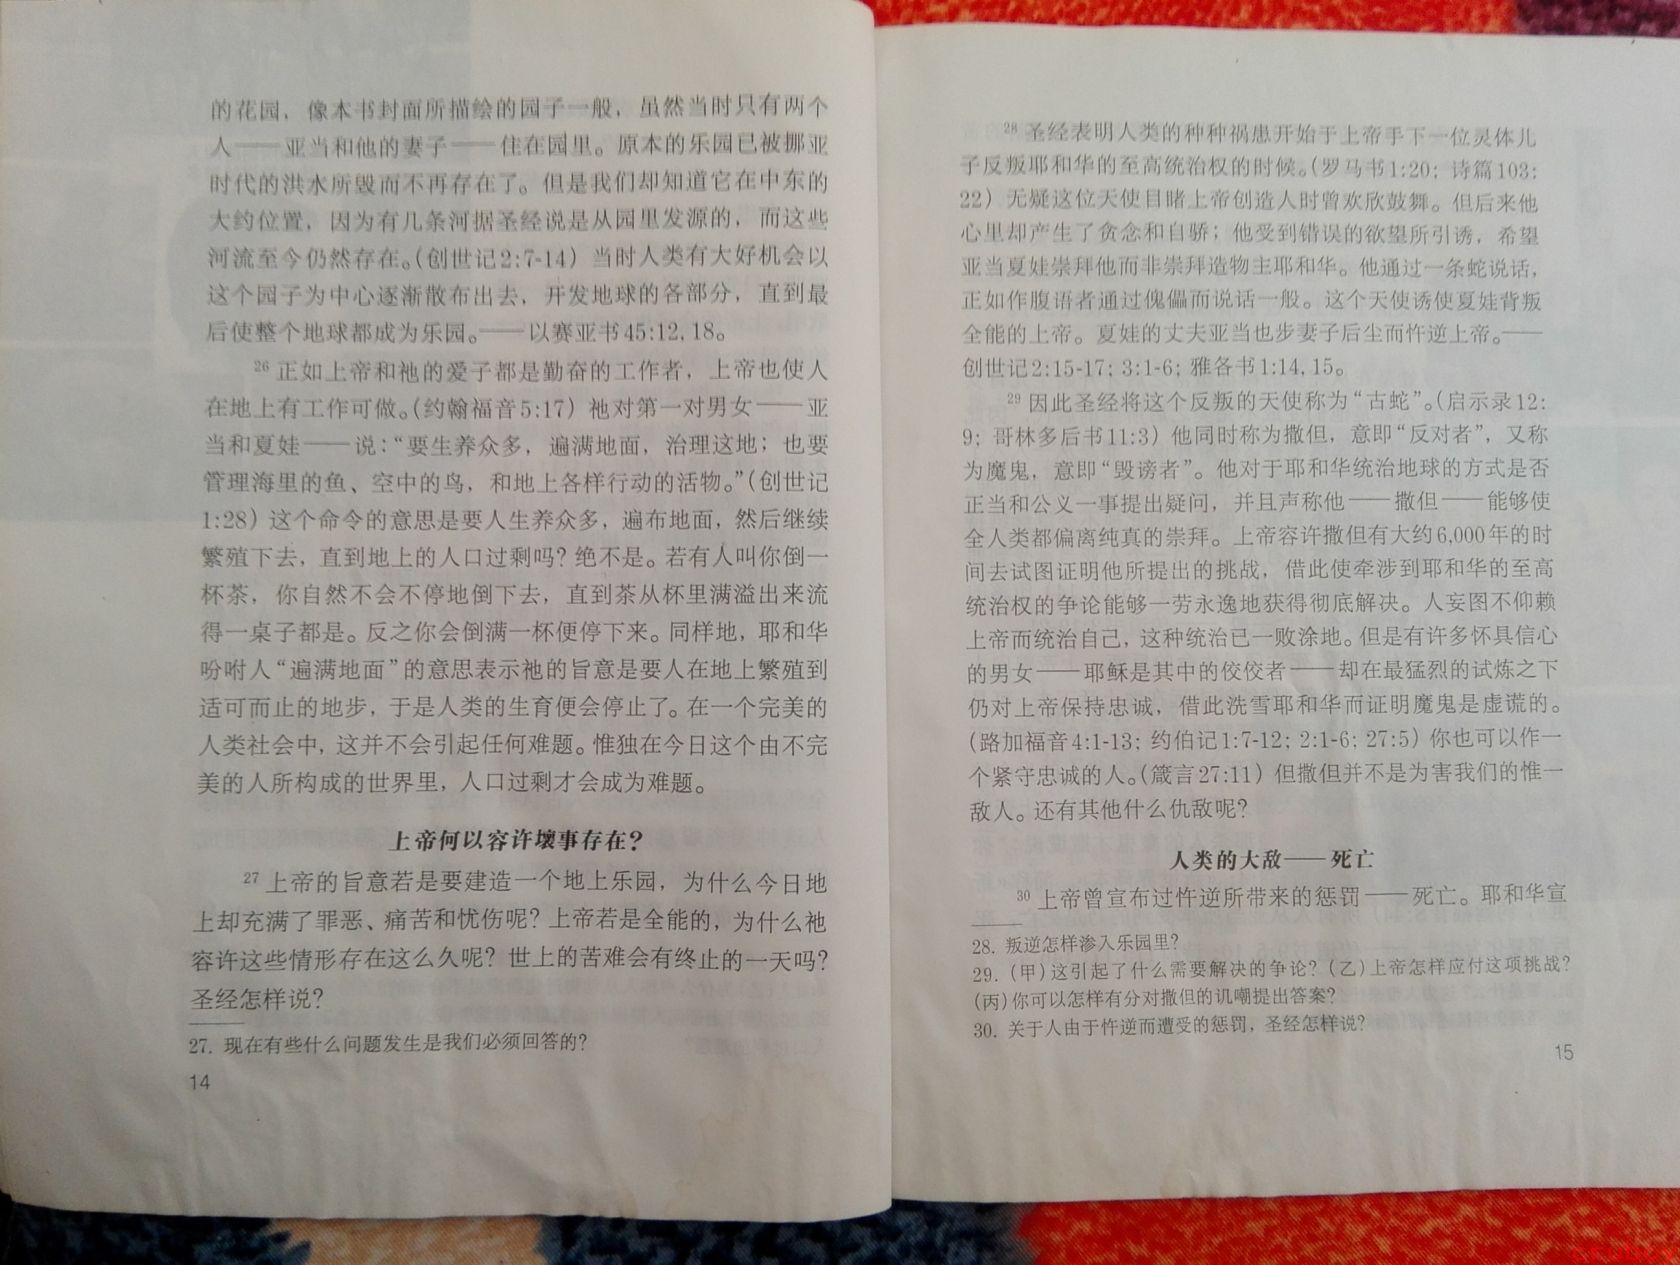 的花园，像本书封面所描绘的园子一般，虽然当时只有两个
人——亚当和他的妻子——住在园里。原本的乐园已被挪亚
时代的洪水所毁而不再存在了。但是我们却知道它在中东的
大约位置，因为有几条河据圣经说是从园里发源的，而这些
河流至今仍然存在。(创世记2:7-14）当时人类有大好机会以
这个园子为中心逐渐散布出去，开发地球的各部分，直到最
后使整个地球都成为乐园。——以赛亚书45:12,18。
26 正如上帝和祂的爱子都是勤奋的工作者，上帝也使人
在地上有工作可做。(约翰福音5:17）祂对第一对男女——亚
当和夏娃——说：“要生养众多，遍满地面，治理这地；也要
管理海里的鱼、空中的鸟，和地上各样行动的活物。”(创世记
1:28）这个命令的意思是要人生养众多，遍布地面，然后继续
繁殖下去，直到地上的人口过剩吗？绝不是。若有人叫你倒一
杯茶，你自然不会不停地倒下去，直到茶从杯里满溢出来流
得一桌子都是。反之你会倒满一杯便停下来。同样地，耶和华
吩咐人“遍满地面”的意思表示祂的旨意是要人在地上繁殖到
适可而止的地步，于是人类的生育便会停止了。在一个完美的
人类社会中，这并不会引起任何难题。惟独在今日这个由不完
美的人所构成的世界里，人口过剩才会成为难题。
上帝何以容许坏事存在？
27 上帝的旨意若是要建造一个地上乐园，为什么今日地
上却充满了罪恶、痛苦和忧伤呢？上帝若是全能的，为什么祂
容许这些情形存在这么久呢？世上的苦难会有终止的一天吗？
圣经怎样说？
27. 现在有些什么问题发生是我们必须回答的？
14
28 圣经表明人类的种种祸患开始于上帝手下一位灵体儿
子反叛耶和华的至高统治权的时候。(罗马书1:20；诗篇103:
22）无疑这位天使目睹上帝创造人时曾欢欣鼓舞。但后来他
心里却产生了贪念和自骄；他受到错误的欲望所引诱，希望
亚当夏娃崇拜他而非崇拜造物主耶和华。他通过一条蛇说话，
正如作腹语者通过傀儡而说话一般。这个天使诱使夏娃背叛
全能的上帝。夏娃的丈夫亚当也步妻子后尘而忤逆上帝。——
创世记2:15-17；3:1-6；雅各书1:14,15。
29 因此圣经将这个反叛的天使称为“古蛇”。(启示录12:
9；哥林多后书11:3）他同时称为撒但，意即“反对者”，又称
为魔鬼，意即“毁谤者”。他对于耶和华统治地球的方式是否
正当和公义一事提出疑问，并且声称他——撒但——能够使
全人类都偏离纯真的崇拜。上帝容许撒但有大约6,000年的时
间去试图证明他所提出的挑战，借此使牵涉到耶和华的至高
统治权的争论能够一劳永逸地获得彻底解决。人妄图不仰赖
上帝而统治自己，这种统治已一败涂地。但是有许多怀具信心
的男女——耶稣是其中的佼佼者——却在最猛烈的试炼之下
仍对上帝保持忠诚，借此洗雪耶和华而证明魔鬼是虚谎的。
(路加福音4:1-13；约伯记1:7-12；2:1-6；27:5）你也可以作一
个紧守忠诚的人。(箴言27:11）但撒但并不是为害我们的惟一
敌人。还有其他什么仇敌呢？
人类的大敌——死亡
30 上帝曾宣布过忤逆所带来的惩罚——死亡。耶和华宣
28. 叛逆怎样渗入乐园里？
29. (甲)这引起了什么需要解决的争论？(乙)上帝怎样应付这项挑战？
(丙)你可以怎样有分对撒但的讥嘲提出答案？
30. 关于人由于忤逆而遭受的惩罚，圣经怎样说？
15